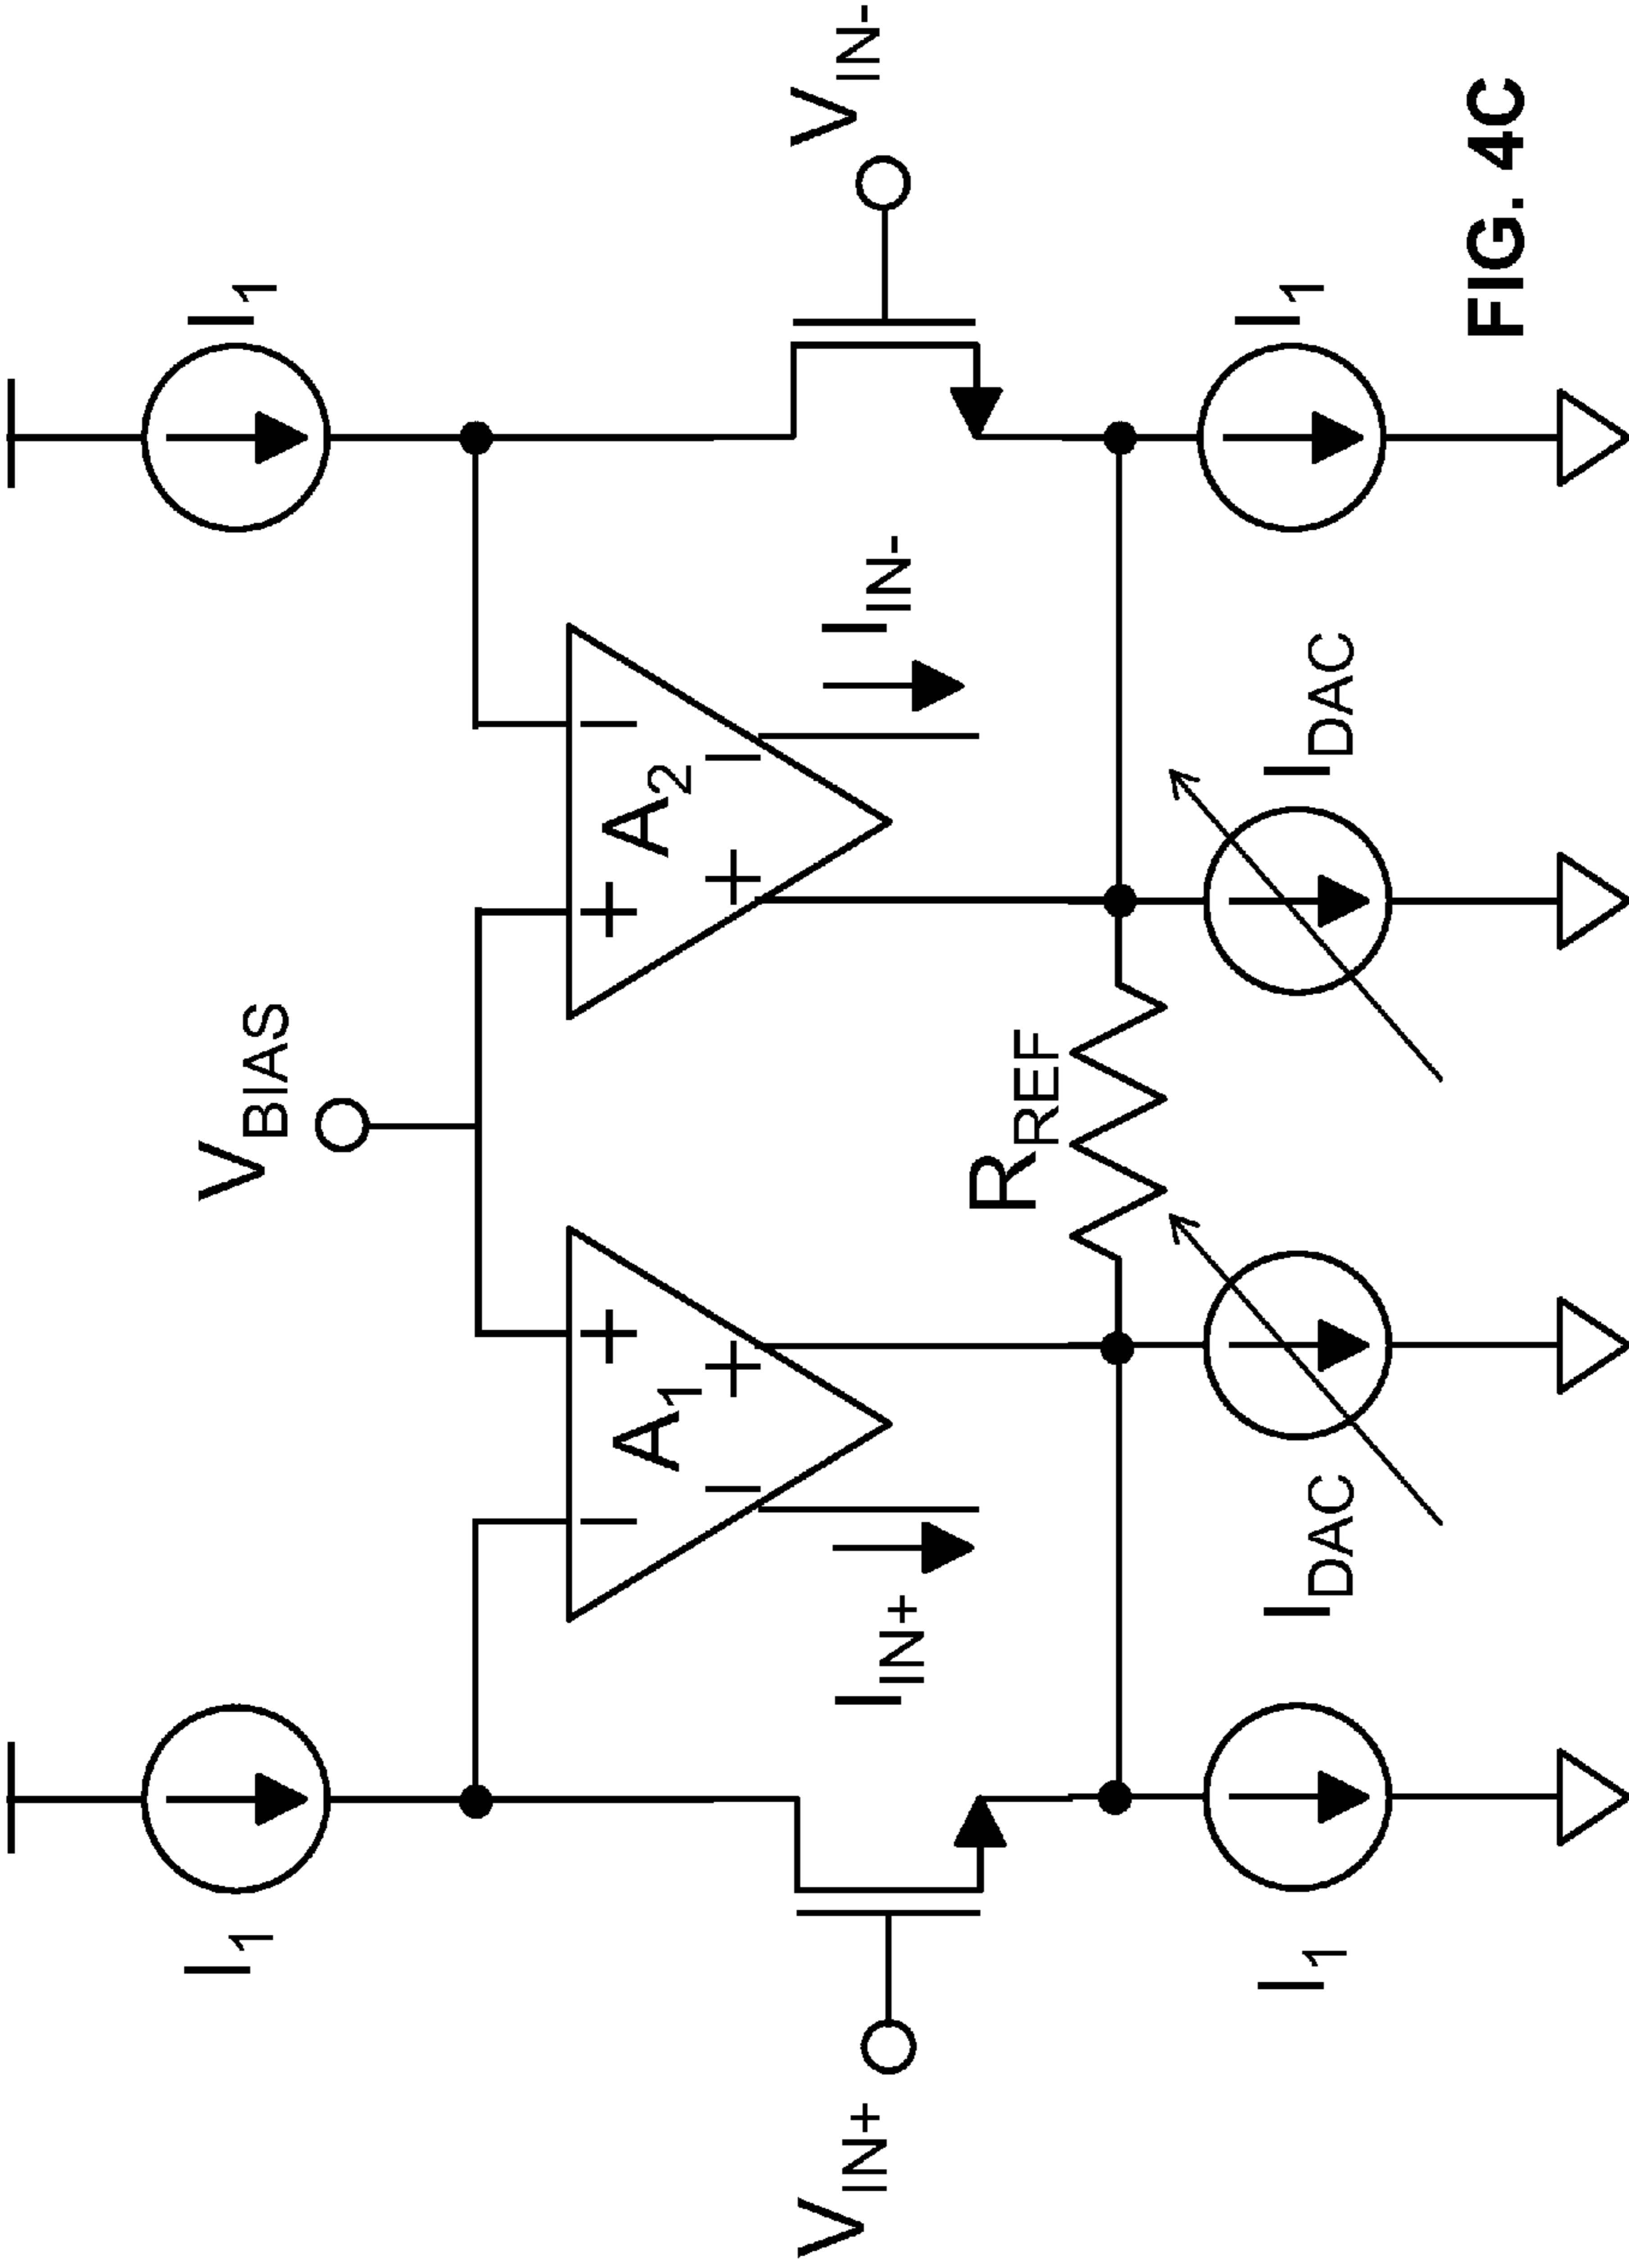 I1
VBIAS
I1
A1
A2
VIN+
IIN+
IIN-
VIN-
RREF
I1
IDAC
IDAC
I1
FIG. 4C